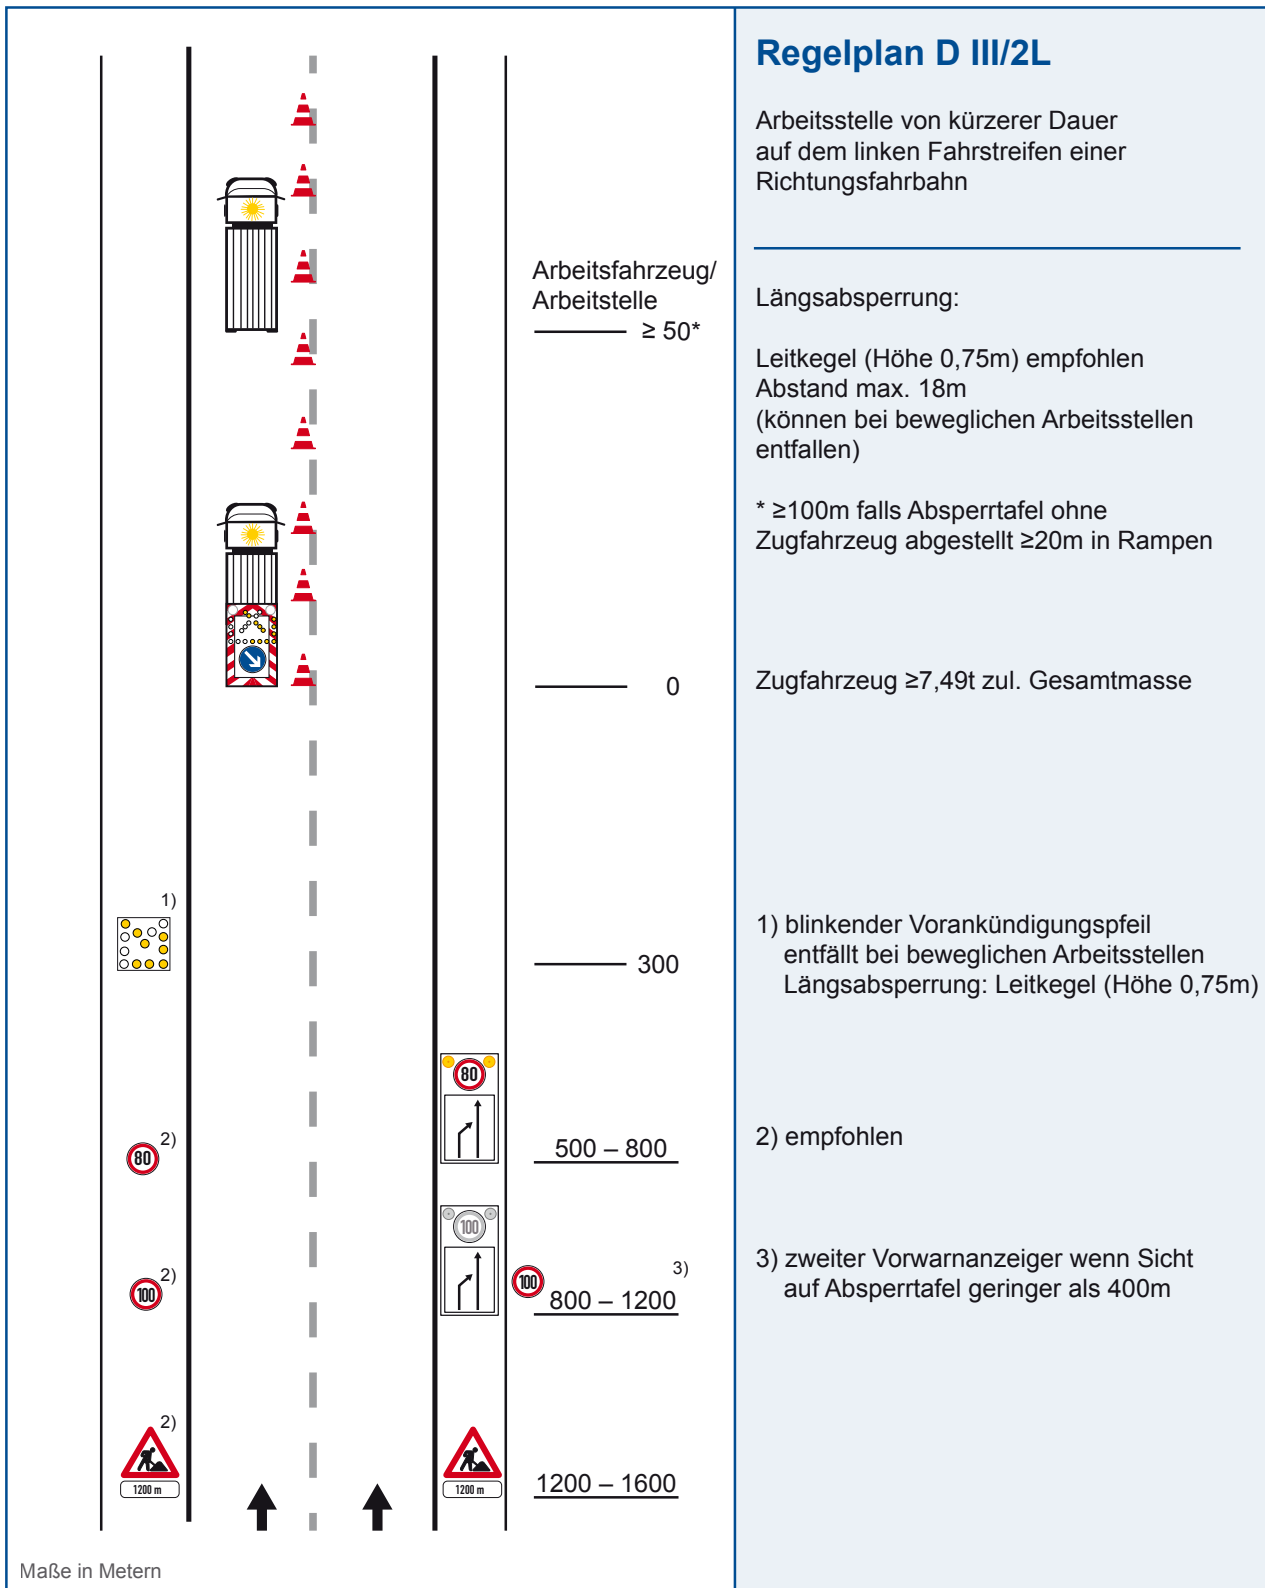 Regelplan D III/2L
Arbeitsstelle von kürzerer Dauer
auf dem linken Fahrstreifen einer
Richtungsfahrbahn
Arbeitsfahrzeug/
Arbeitstelle
≥ 50*
Längsabsperrung:
Leitkegel (Höhe 0,75m) empfohlen
Abstand max. 18m
(können bei beweglichen Arbeitsstellen
entfallen)
* ≥100m falls Absperrtafel ohne
Zugfahrzeug abgestellt ≥20m in Rampen
0
Zugfahrzeug ≥7,49t zul. Gesamtmasse
1)
300
1) blinkender Vorankündigungspfeil
entfällt bei beweglichen Arbeitsstellen
Längsabsperrung: Leitkegel (Höhe 0,75m)
80
80 2)
500 – 800
2) empfohlen
100
100 2)
100
3)
800 – 1200
3) zweiter Vorwarnanzeiger wenn Sicht
auf Absperrtafel geringer als 400m
2)
1200 m
1200 m
1200 – 1600
Maße in Metern